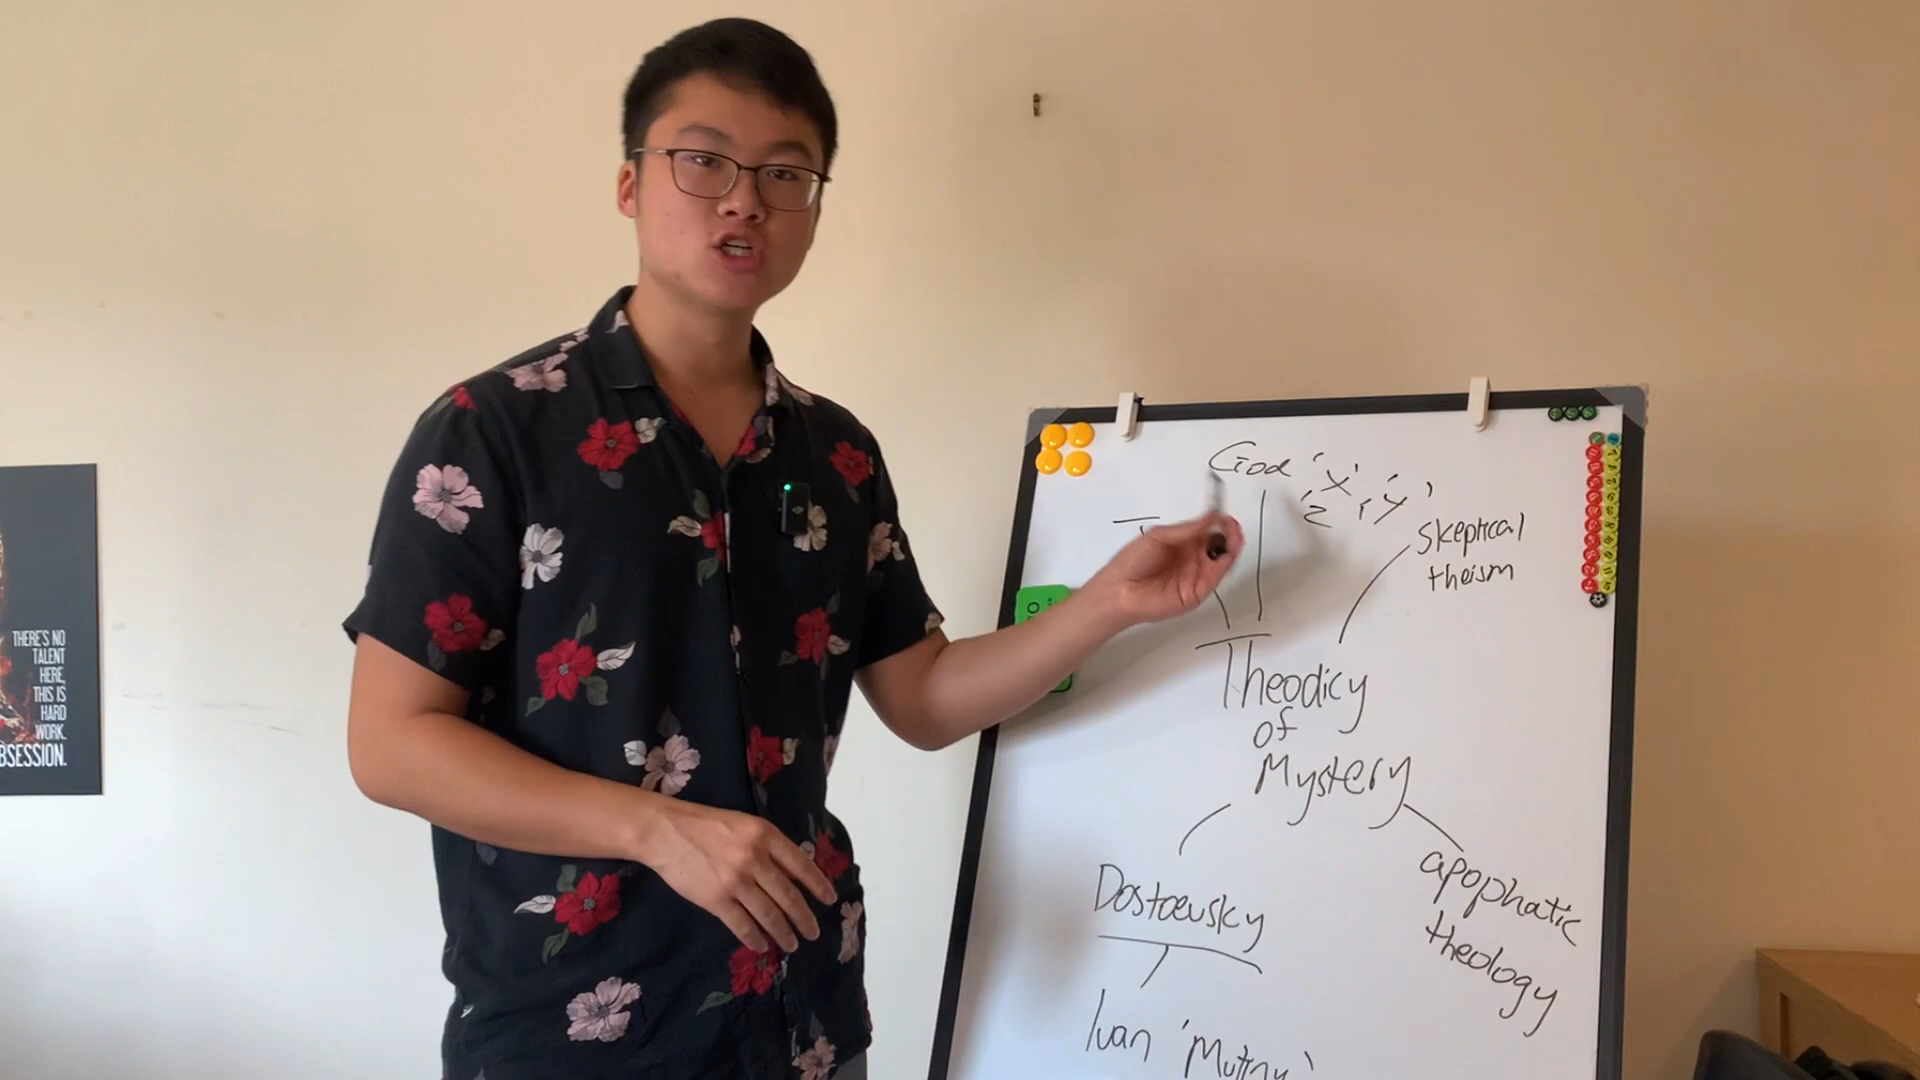 THERE'S NO
TALENT
HERE,
THIS IS
HARD
WORK.
BSESSION.
God 'X'
'Z', 'Y'
Skeptical
theism
Theodicy
of
Mystery
Dostoevsky
apophatic
theology
Ivan 'Mutiny'